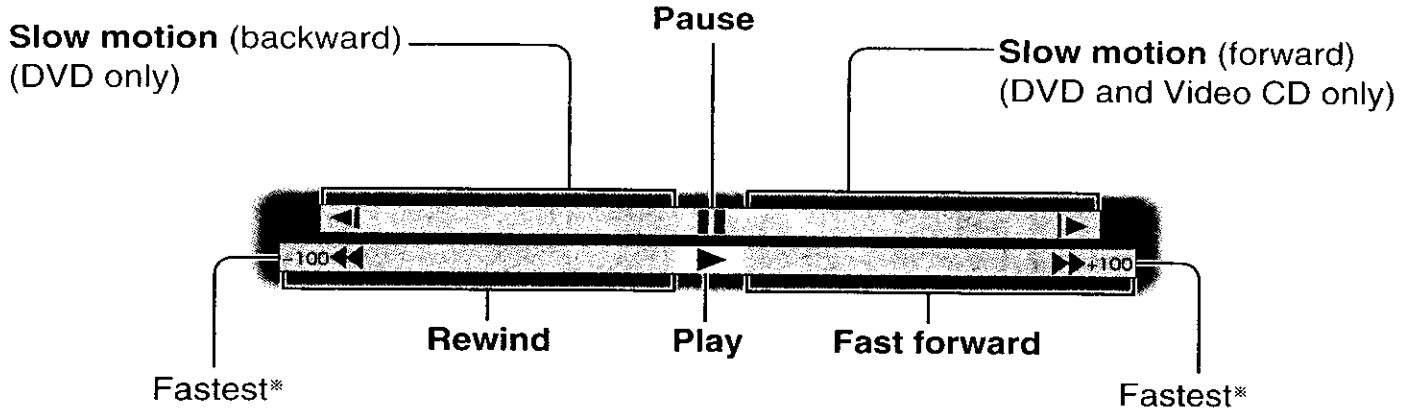 Pause
Slow motion (backward)
(DVD only)
Slow motion (forward)
(DVD and Video CD only)
-100
+100
Rewind
Play
Fast forward
Fastest※
Fastest※